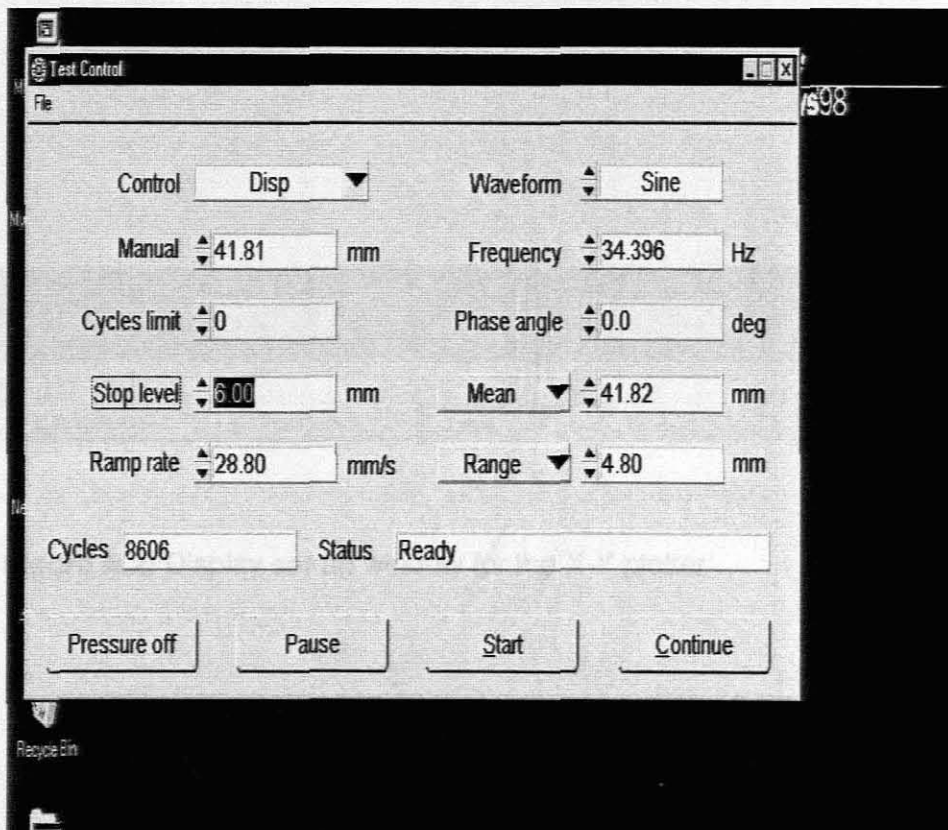 Test Control
File
s98
Control Disp Waveform Sine
Manual 41.81 mm Frequency 34.396 Hz
Cycles limit 0 Phase angle 0.0 deg
Stop level 6.00 mm Mean 41.82 mm
Ramp rate 28.80 mm/s Range 4.80 mm
Cycles 8606 Status Ready
Pressure off Pause Start Continue
Recycle Bin